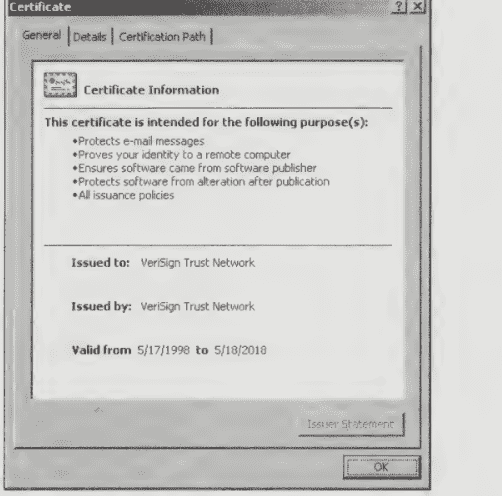 Certificate
General
Details
Certification Path
Certificate Information
This certificate is intended for the following purpose(s):
•Protects e-mail messages
•Proves your identity to a remote computer
•Ensures software came from software publisher
•Protects software from alteration after publication
•All issuance policies
Issued to: VeriSign Trust Network
Issued by: VeriSign Trust Network
Valid from 5/17/1998 to 5/18/2018
Issuer Statement
OK